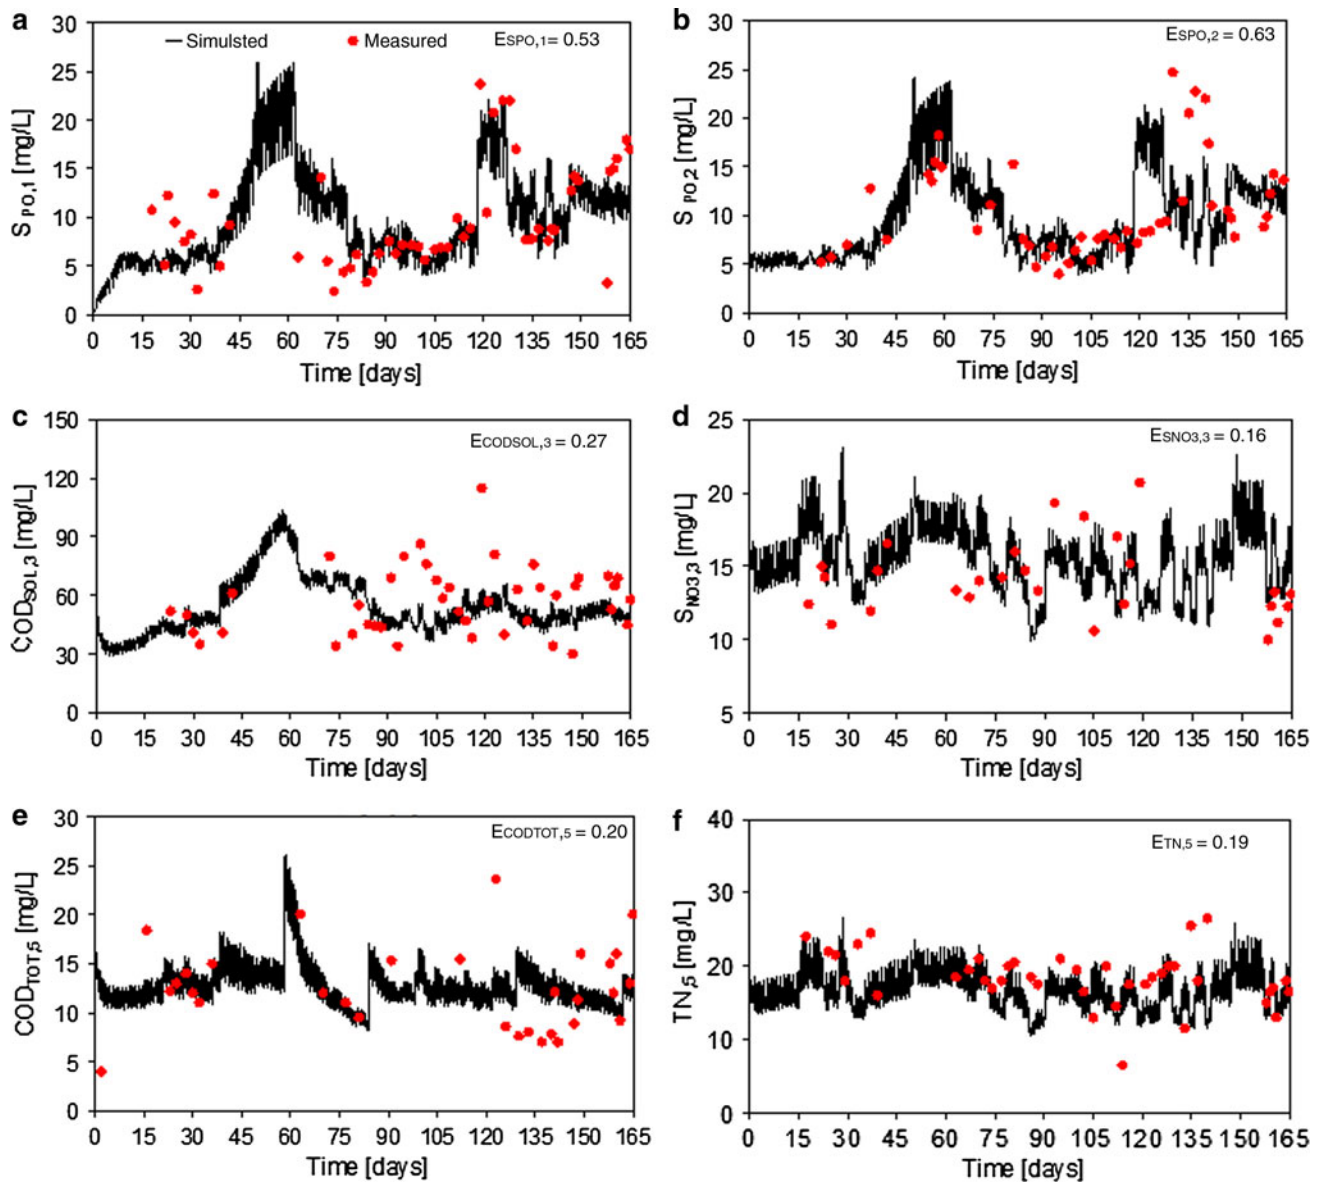 a
30
Simulsted
Measured
ESPO,1= 0.53
25
20
15
10
5
0
SPO,1 [mg/L]
0 15 30 45 60 75 90 105 120 135 150 165
Time [days]
b
30
ESPO,2 = 0.63
25
20
15
10
5
0
SPO,2 [mg/L]
0 15 30 45 60 75 90 105 120 135 150 165
Time [days]
c
150
ECODSOL,3 = 0.27
120
90
60
30
0
CODSOL,3 [mg/L]
0 15 30 45 60 75 90 105 120 135 150 165
Time [days]
d
25
ESNO3,3 = 0.16
20
15
10
5
SNO3,3 [mg/L]
0 15 30 45 60 75 90 105 120 135 150 165
Time [days]
e
30
ECODTOT,5 = 0.20
25
20
15
10
5
0
CODTOT,5 [mg/L]
0 15 30 45 60 75 90 105 120 135 150 165
Time [days]
f
40
ETN,5 = 0.19
30
20
10
0
TN,5 [mg/L]
0 15 30 45 60 75 90 105 120 135 150 165
Time [days]